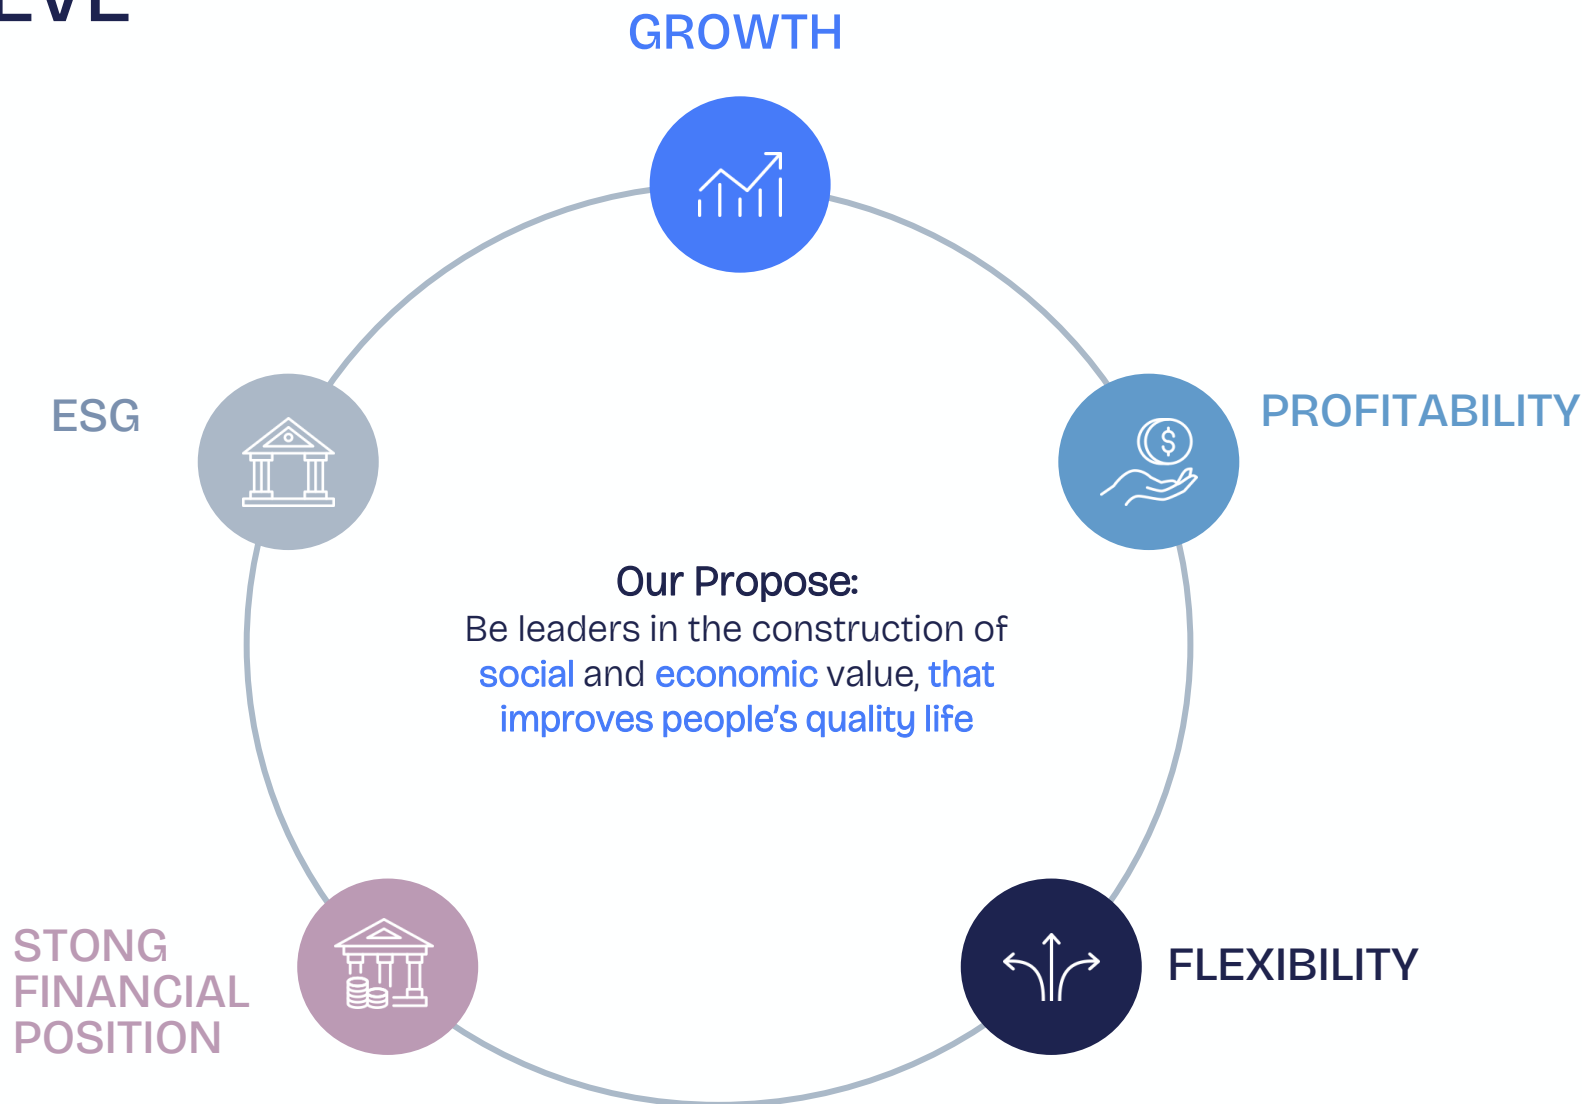 GROWTH
ESG
PROFITABILITY
$
Our Propose:
Be leaders in the construction of
social and economic value, that
improves people’s quality life
STONG
FINANCIAL
POSITION
FLEXIBILITY